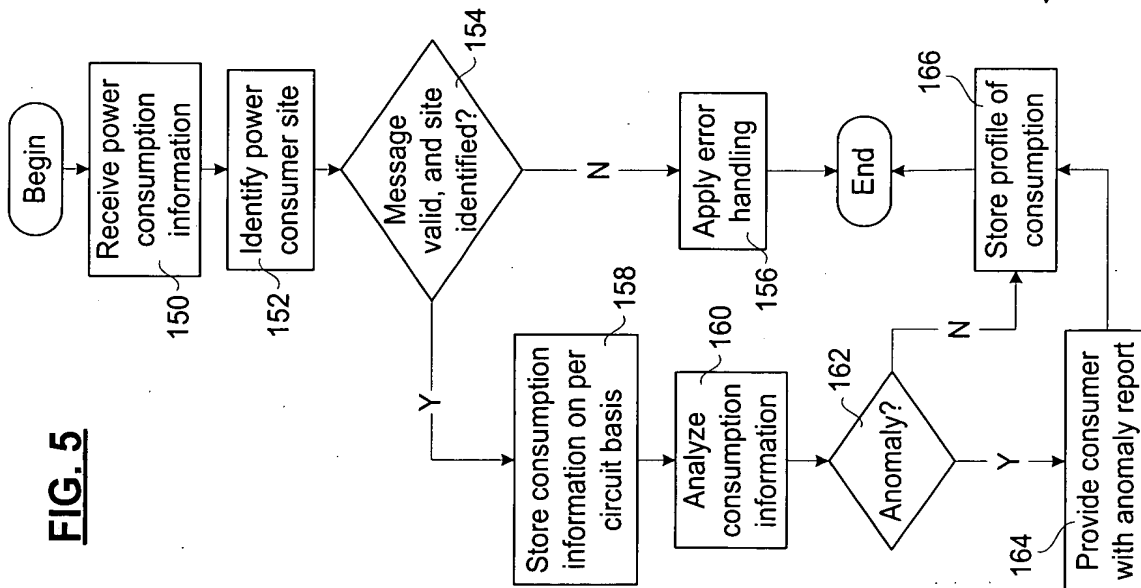 FIG. 5
Begin
Receive power
consumption
information
150
Identify power
consumer site
152
Message
valid, and site
identified?
154
Y
N
Apply error
handling
156
End
Store consumption
information on per
circuit basis
158
Analyze
consumption
information
160
Anomaly?
162
N
Y
Provide consumer
with anomaly report
164
Store profile of
consumption
166